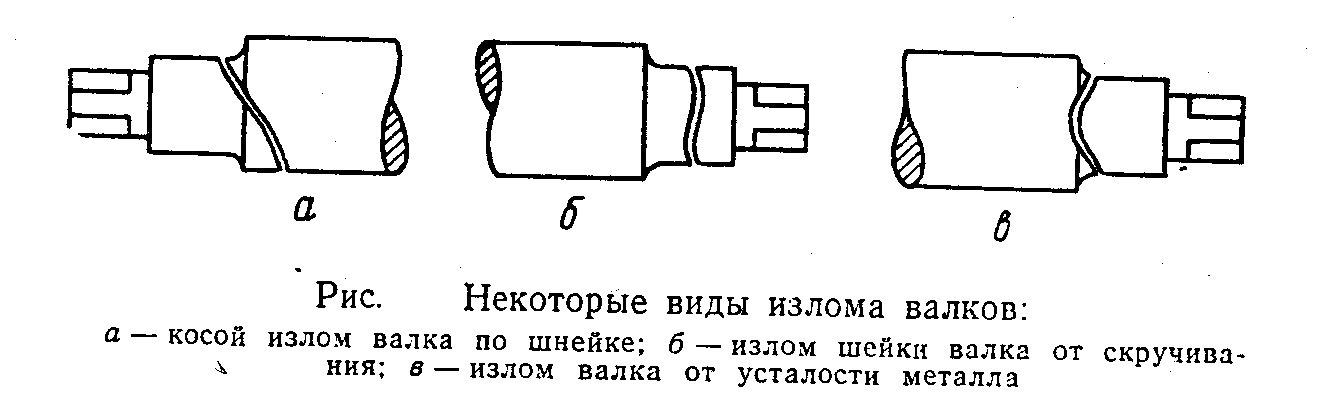 а б в
Рис. Некоторые виды излома валков:
а — косой излом валка по шнейке; б — излом шейки валка от скручива-
ния; в — излом валка от усталости металла